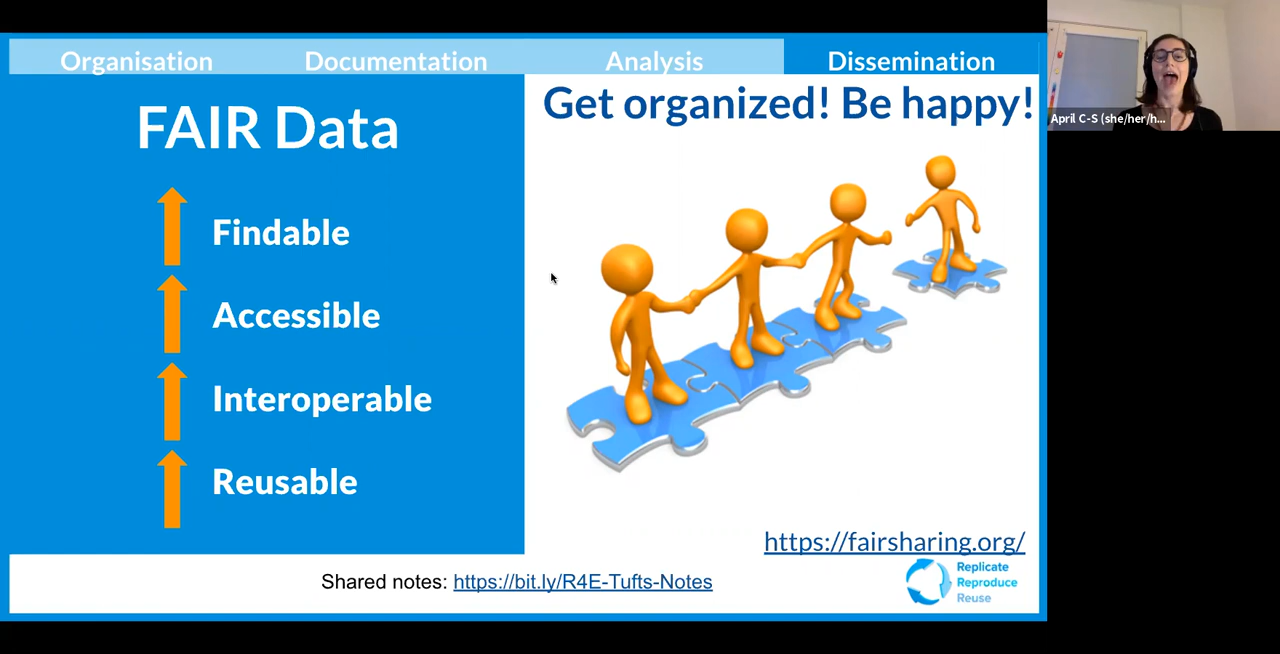 Organisation
Documentation
Analysis
Dissemination
FAIR Data
Findable
Accessible
Interoperable
Reusable
Get organized! Be happy!
https://fairsharing.org/
Shared notes: https://bit.ly/R4E-Tufts-Notes
Replicate
Reproduce
Reuse
April C-S (she/her/h...